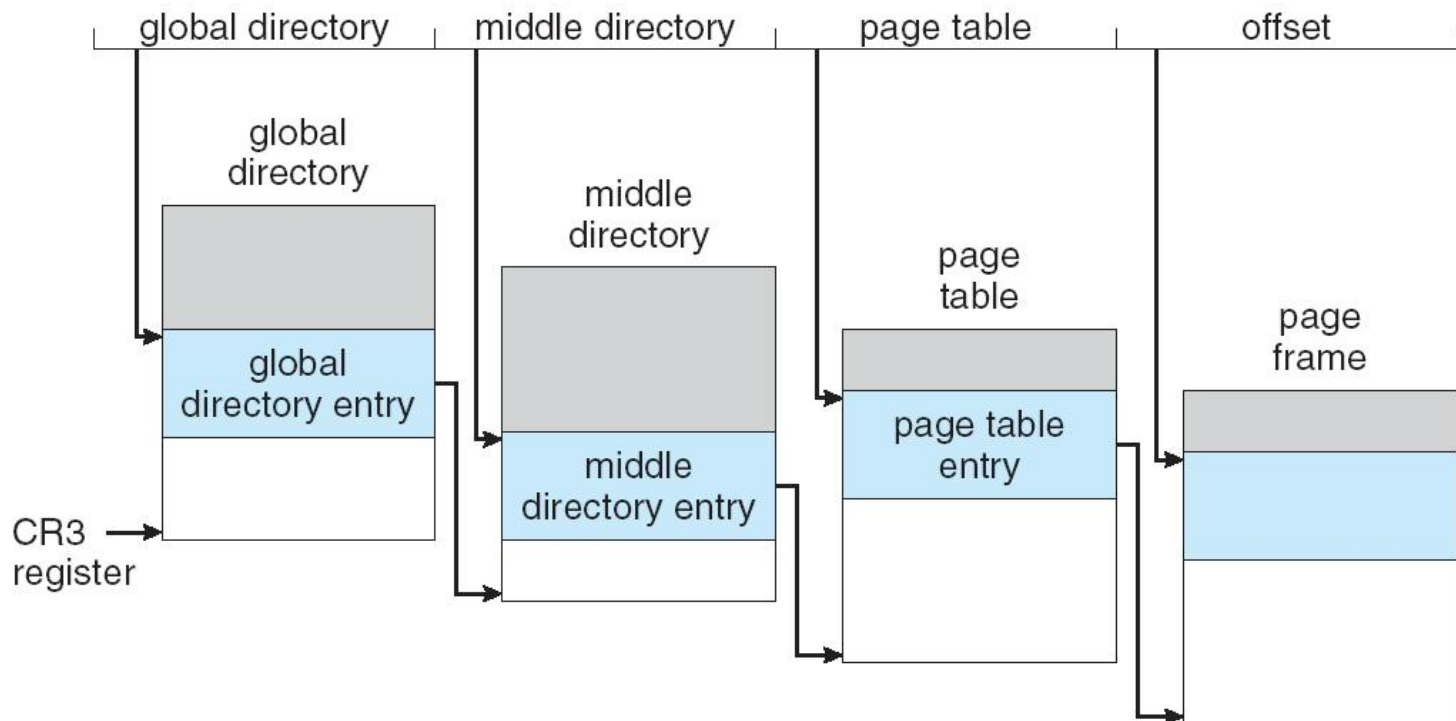 global directory middle directory page table offset
global
directory
middle
directory
page
table
page
frame
global
directory entry
middle
directory entry
page table
entry
CR3
register